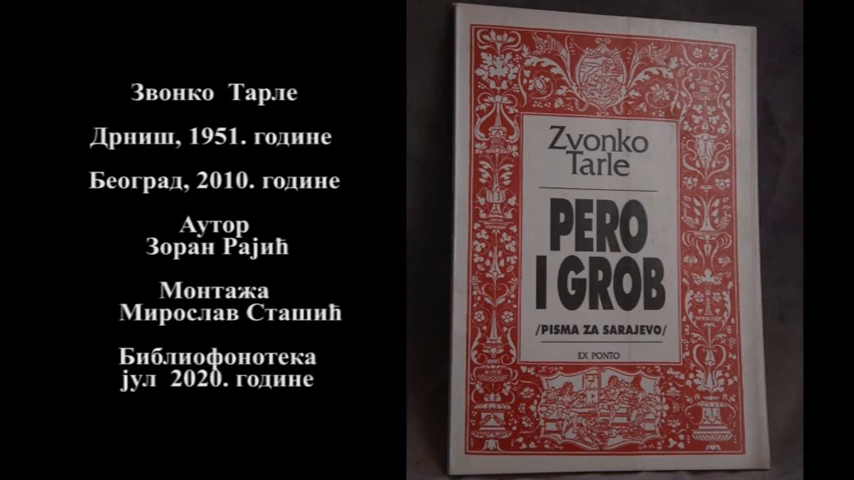 Звонко Тарле
Дрниш, 1951. године
Београд, 2010. године
Аутор
Зоран Рајић
Монтажа
Мирослав Сташић
Библиофонотека
јул 2020. године
Zvonko
Tarle
PERO
I GROB
/PISMA ZA SARAJEVO/
EX PONTO